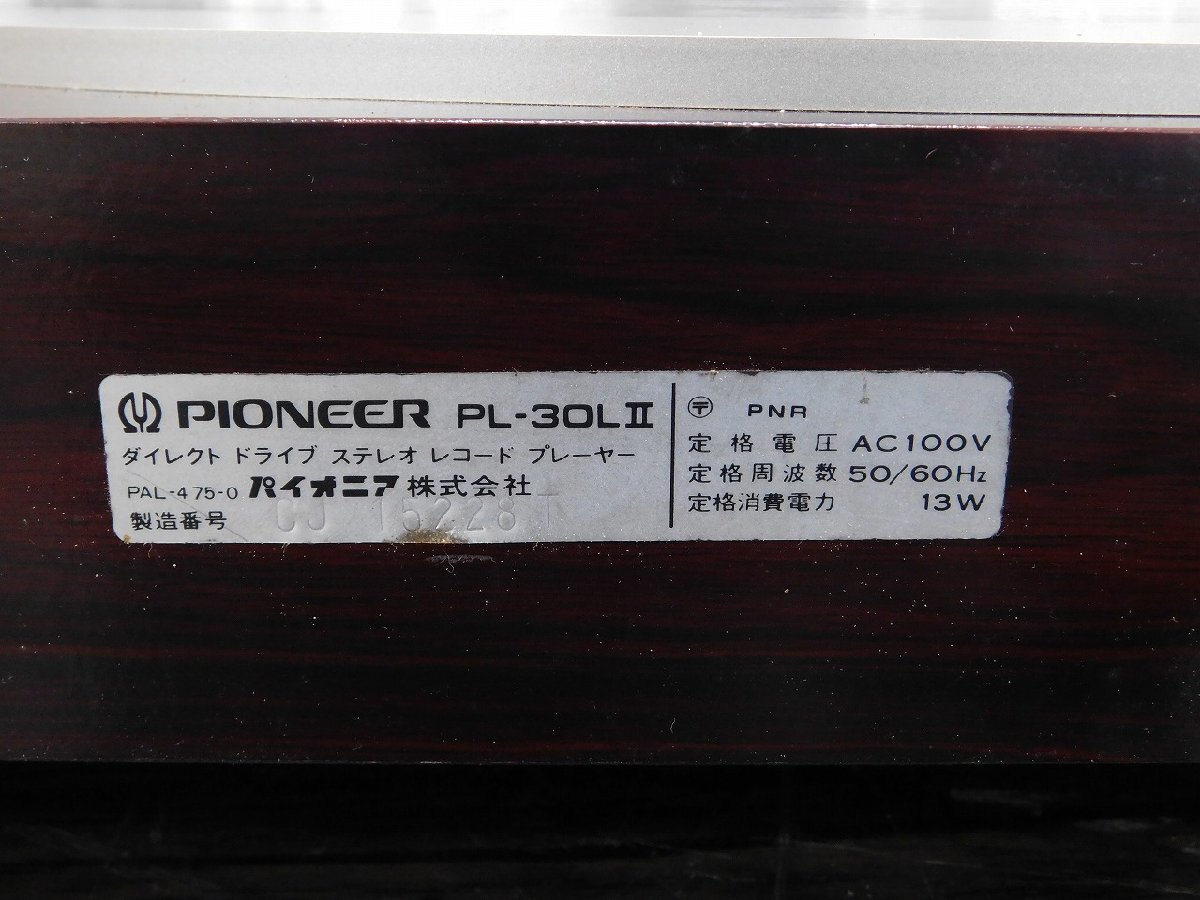 PIONEER PL-30LⅡ
ダイレクト ドライブ ステレオ レコード プレーヤー
PAL-475-0 パイオニア株式会社
製造番号 CJ 15228
〒 PNR
定格電圧 AC100V
定格周波数 50/60Hz
定格消費電力 13W